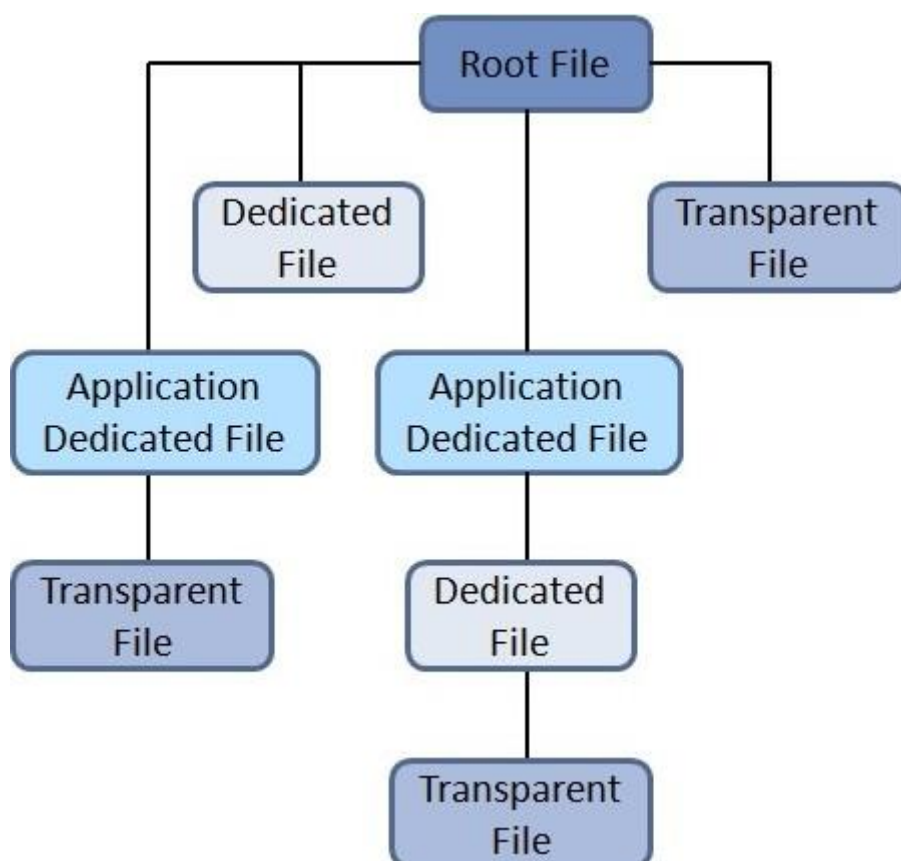 Root File
Dedicated
File
Transparent
File
Application
Dedicated File
Application
Dedicated File
Transparent
File
Dedicated
File
Transparent
File